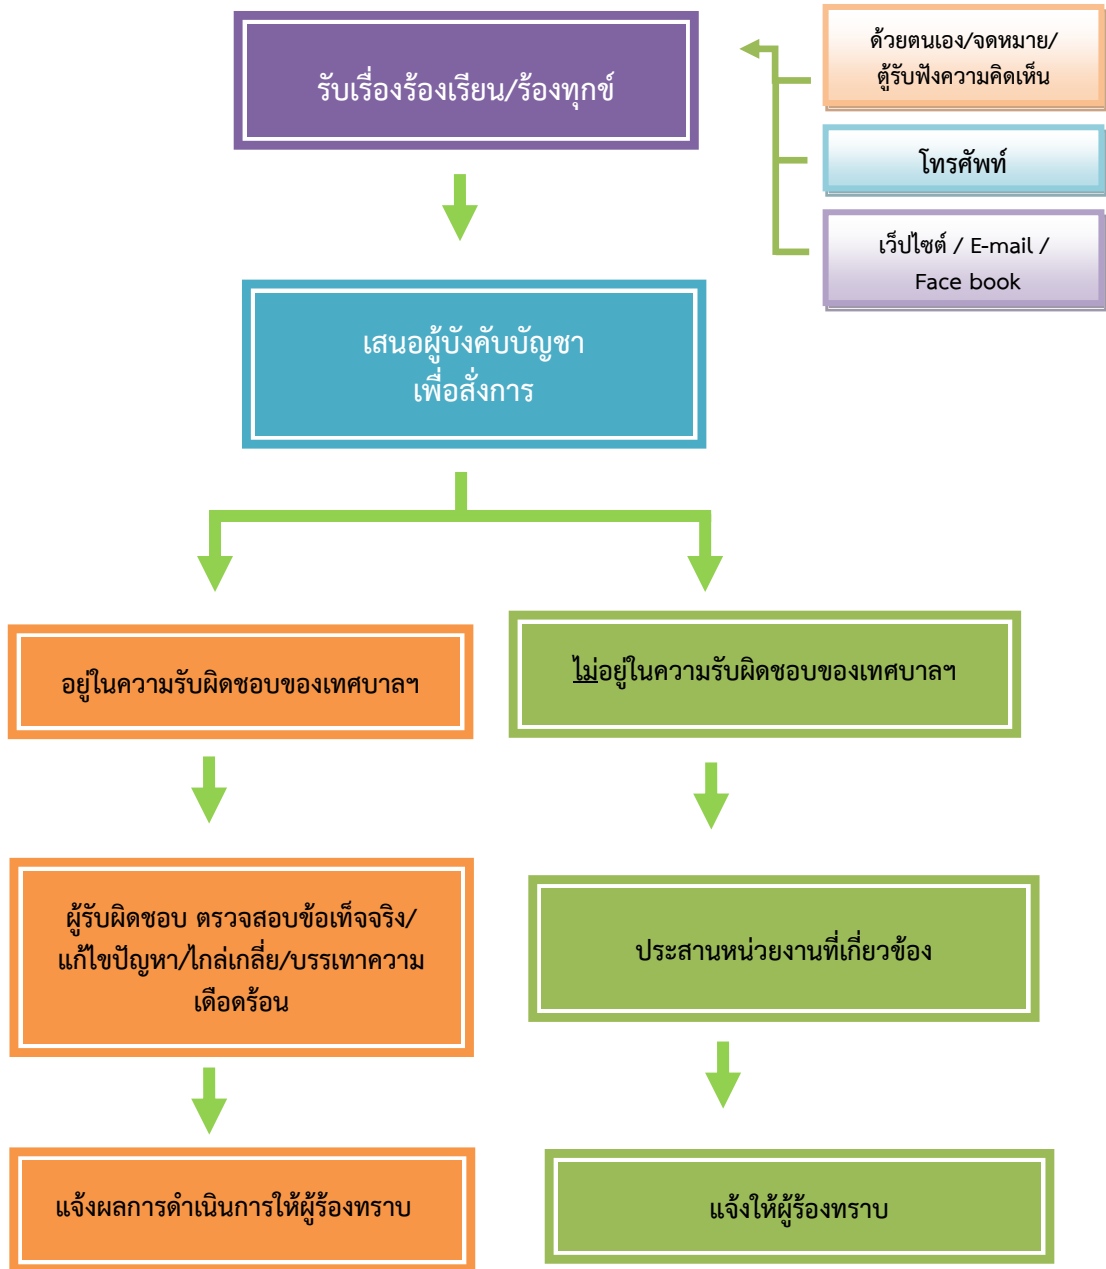 รับเรื่องร้องเรียน/ร้องทุกข์
ด้วยตนเอง/จดหมาย/
ตู้รับฟังความคิดเห็น
โทรศัพท์
เว็ปไซต์ / E-mail /
Face book
เสนอผู้บังคับบัญชา
เพื่อสั่งการ
อยู่ในความรับผิดชอบของเทศบาลฯ
ไม่อยู่ในความรับผิดชอบของเทศบาลฯ
ผู้รับผิดชอบ ตรวจสอบข้อเท็จจริง/
แก้ไขปัญหา/ไกล่เกลี่ย/บรรเทาความ
เดือดร้อน
ประสานหน่วยงานที่เกี่ยวข้อง
แจ้งผลการดำเนินการให้ผู้ร้องทราบ
แจ้งให้ผู้ร้องทราบ